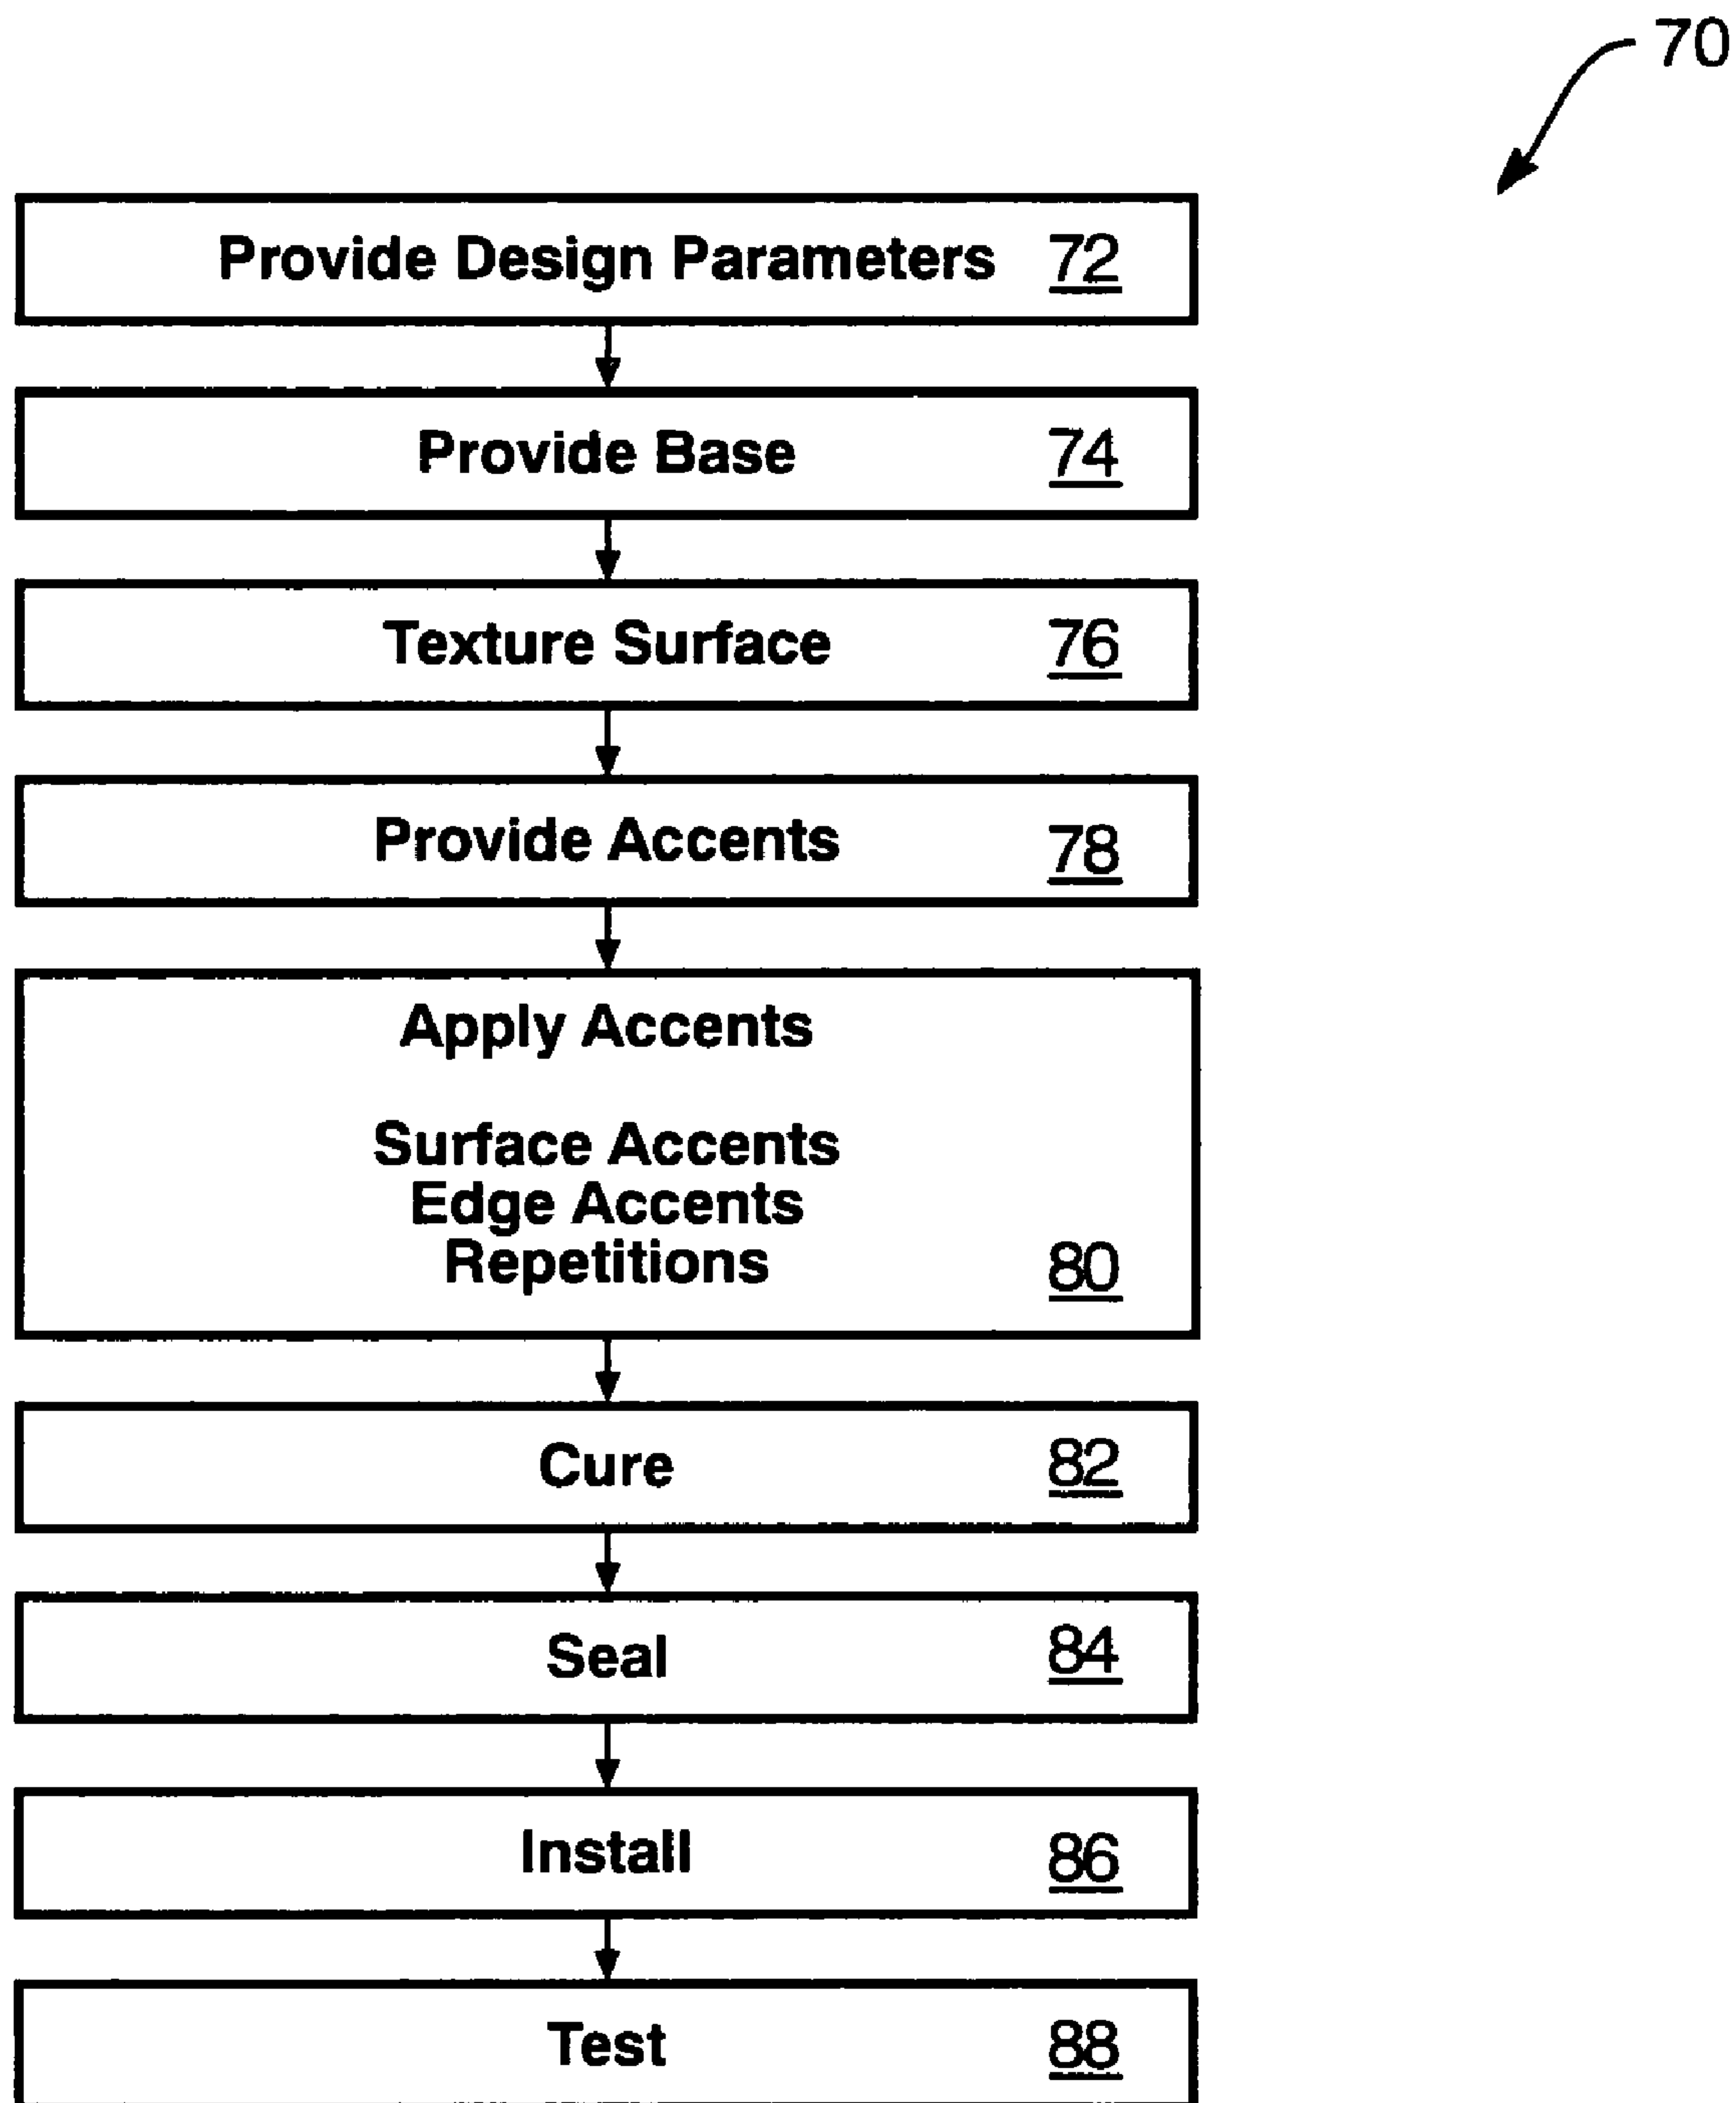 70
Provide Design Parameters 72
Provide Base 74
Texture Surface 76
Provide Accents 78
Apply Accents
Surface Accents
Edge Accents
Repetitions 80
Cure 82
Seal 84
Install 86
Test 88